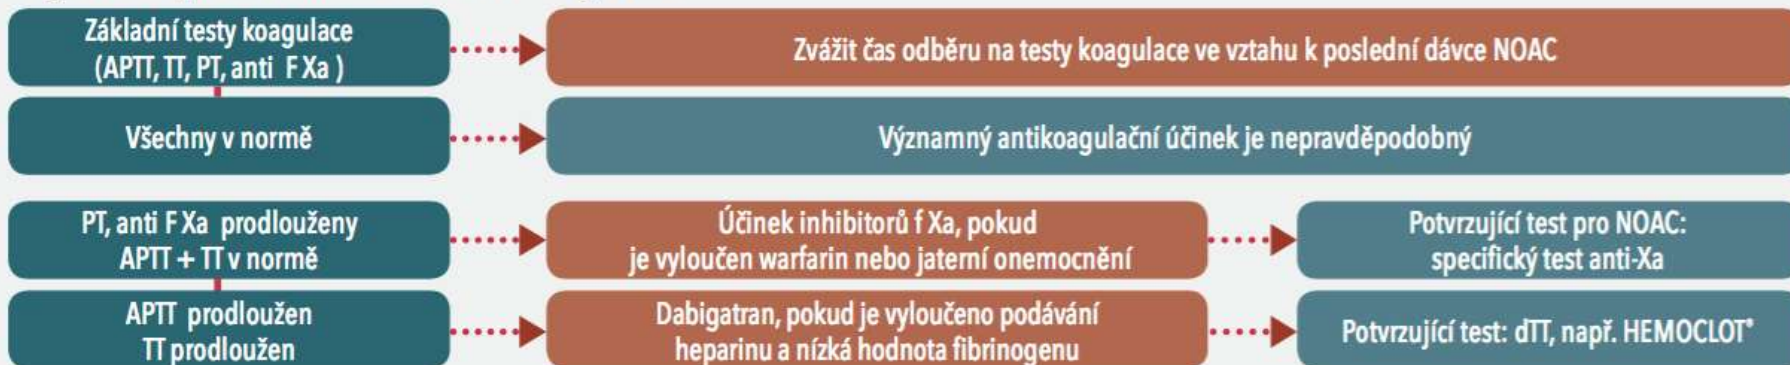 Základní testy koagulace
(APTT, TT, PT, anti F Xa )
Zvážit čas odběru na testy koagulace ve vztahu k poslední dávce NOAC
Všechny v normě
Významný antikoagulační účinek je nepravděpodobný
PT, anti F Xa prodlouženy
APTT + TT v normě
Účinek inhibitorů f Xa, pokud
je vyloučen warfarin nebo jaterní onemocnění
Potvrzující test pro NOAC:
specifický test anti-Xa
APTT prodloužen
TT prodloužen
Dabigatran, pokud je vyloučeno podávání
heparinu a nízká hodnota fibrinogenu
Potvrzující test: dTT, např. HEMOCLOT®